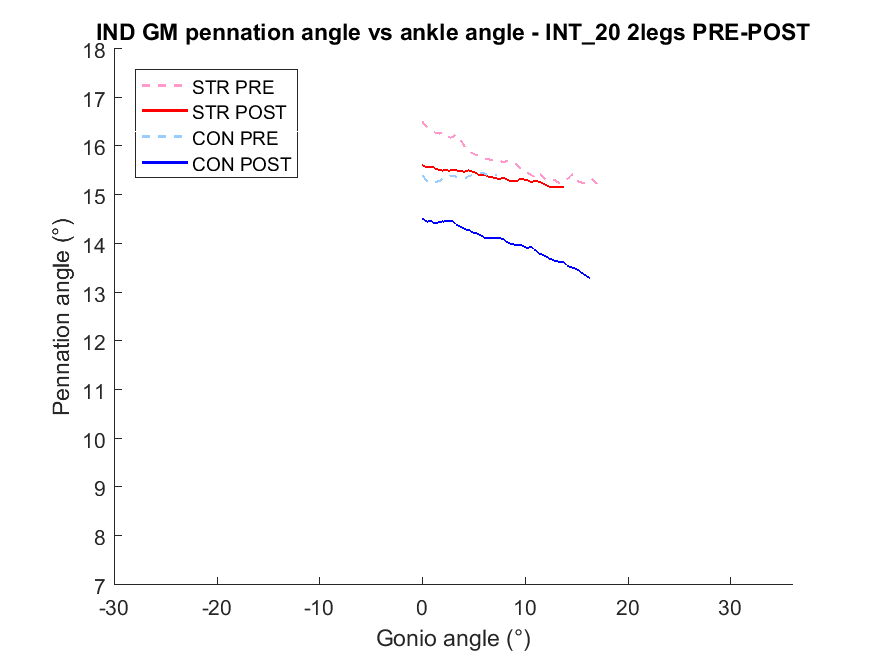 IND GM pennation angle vs ankle angle - INT_20 2legs PRE-POST
18
17
16
15
14
13
12
11
10
9
8
7
Pennation angle (°)
STR PRE
STR POST
CON PRE
CON POST
-30
-20
-10
0
10
20
30
Gonio angle (°)